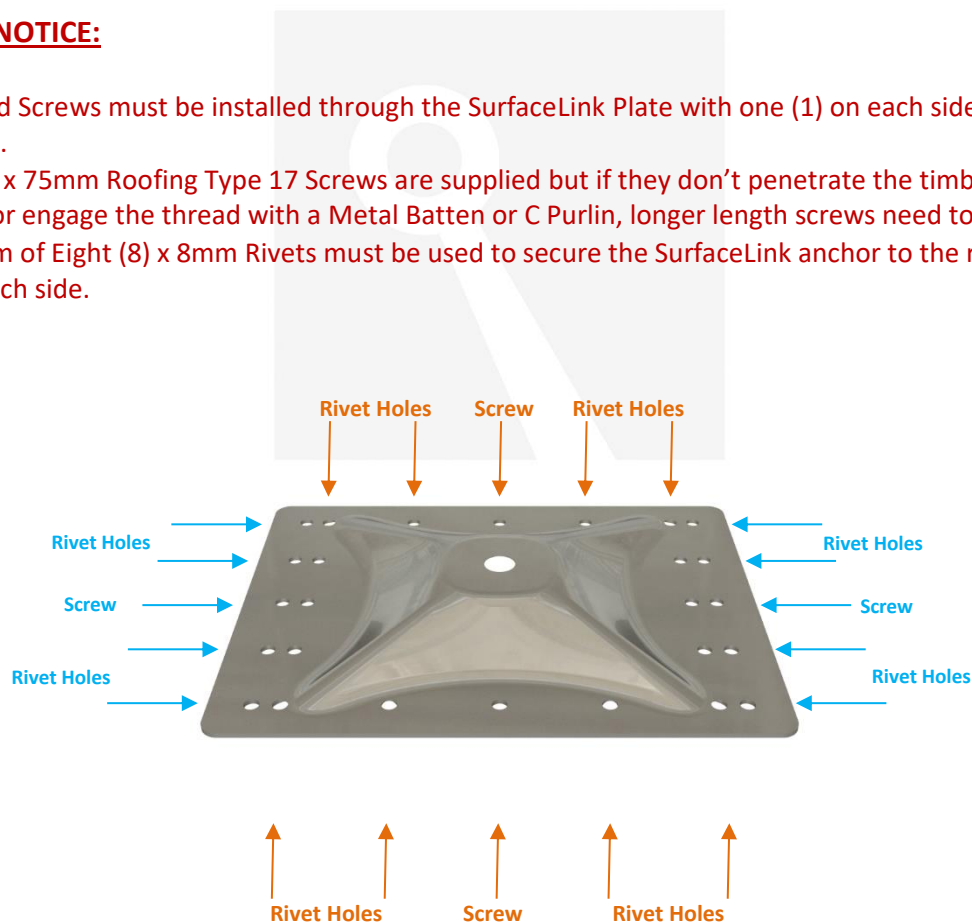 NOTICE:
d Screws must be installed through the SurfaceLink Plate with one (1) on each side
.
x 75mm Roofing Type 17 Screws are supplied but if they don’t penetrate the timb
or engage the thread with a Metal Batten or C Purlin, longer length screws need to
m of Eight (8) x 8mm Rivets must be used to secure the SurfaceLink anchor to the r
ch side.
Rivet Holes Screw Rivet Holes
Rivet Holes Rivet Holes
Screw Screw
Rivet Holes Rivet Holes
Rivet Holes Screw Rivet Holes